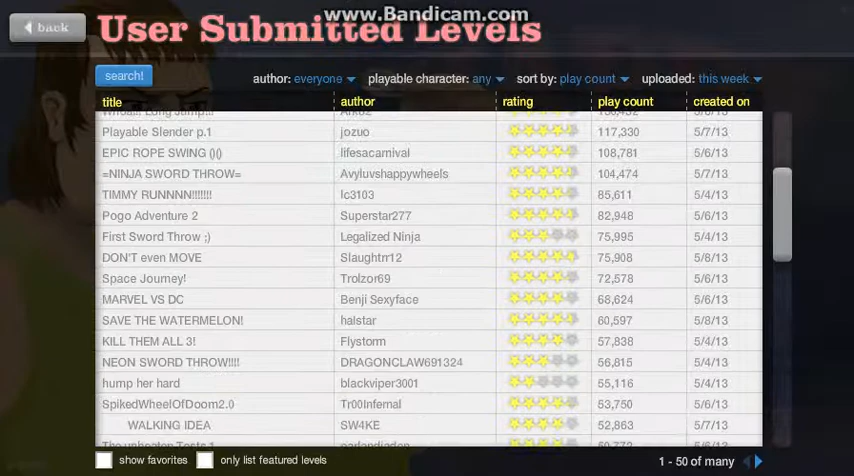 www.Bandicam.com
back
User Submitted Levels
search! author: everyone playable character: any sort by: play count uploaded: this week
title author rating play count created on
Playable Slender p.1 jozuo 117,330 5/7/13
EPIC ROPE SWING ()() lifesacarnival 108,781 5/6/13
=NINJA SWORD THROW= Avyluvshappywheels 104,474 5/7/13
TIMMY RUNNNN!!!!!!! lc3103 85,611 5/4/13
Pogo Adventure 2 Superstar277 82,948 5/6/13
First Sword Throw ;) Legalized Ninja 75,995 5/4/13
DON'T even MOVE Slaughtrr12 75,908 5/8/13
Space Journey! Trolzor69 72,578 5/6/13
MARVEL VS DC Benji Sexyface 68,624 5/6/13
SAVE THE WATERMELON! halstar 60,597 5/8/13
KILL THEM ALL 3! Flystorm 57,838 5/4/13
NEON SWORD THROW!!!! DRAGONCLAW691324 56,815 5/4/13
hump her hard blackviper3001 55,116 5/4/13
SpikedWheelOfDoom2.0 Tr00Infernal 53,750 5/6/13
WALKING IDEA SW4KE 52,863 5/7/13
show favorites only list featured levels 1 - 50 of many